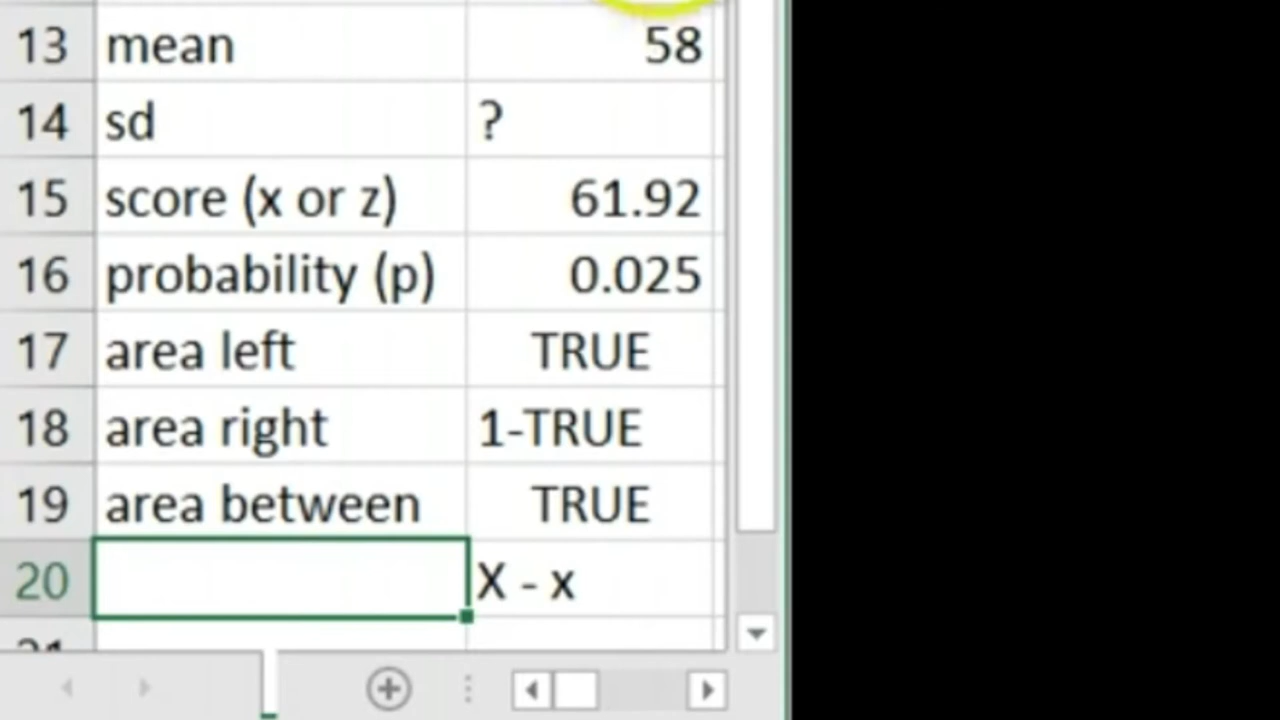 13 mean 58
14 sd ?
15 score (x or z) 61.92
16 probability (p) 0.025
17 area left TRUE
18 area right 1-TRUE
19 area between TRUE
20 X - x
21